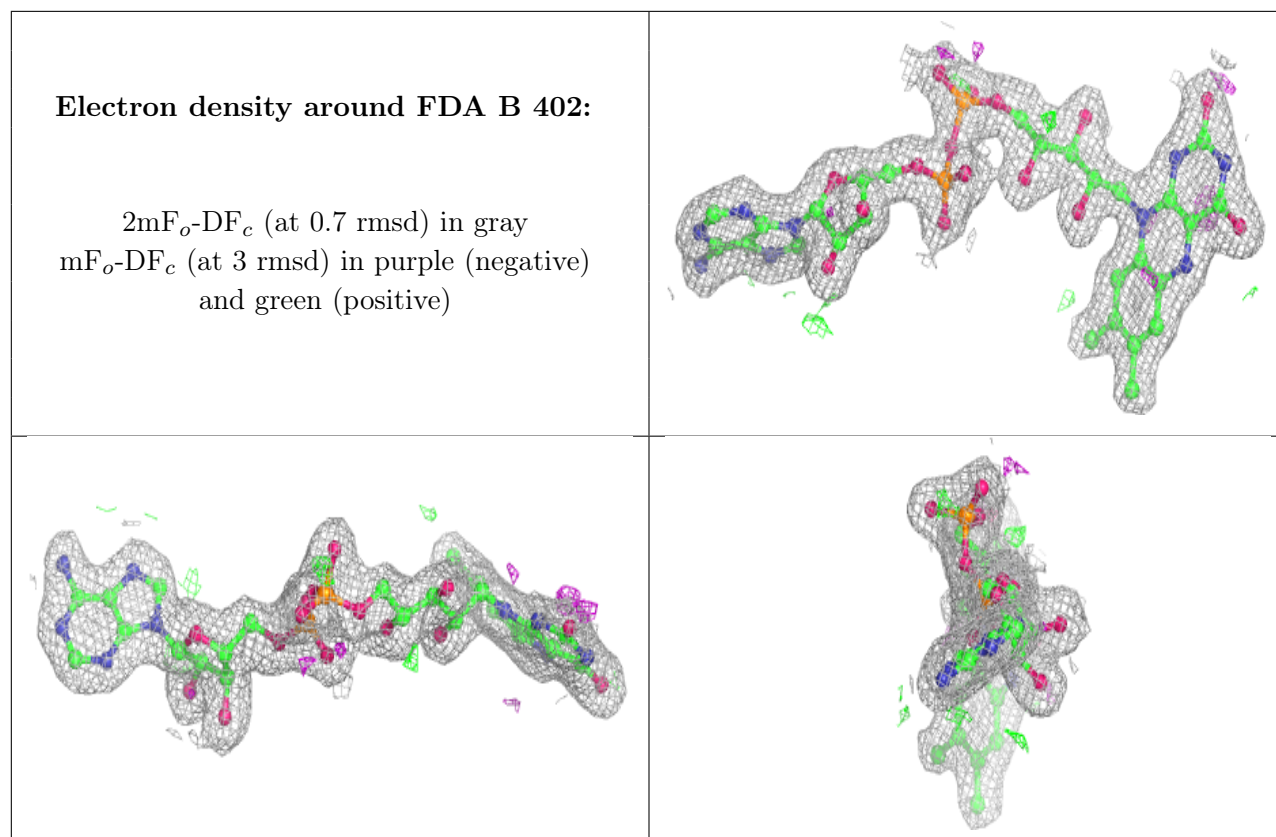 Electron density around FDA B 402:
2mFo-DFc (at 0.7 rmsd) in gray
mFo-DFc (at 3 rmsd) in purple (negative)
and green (positive)